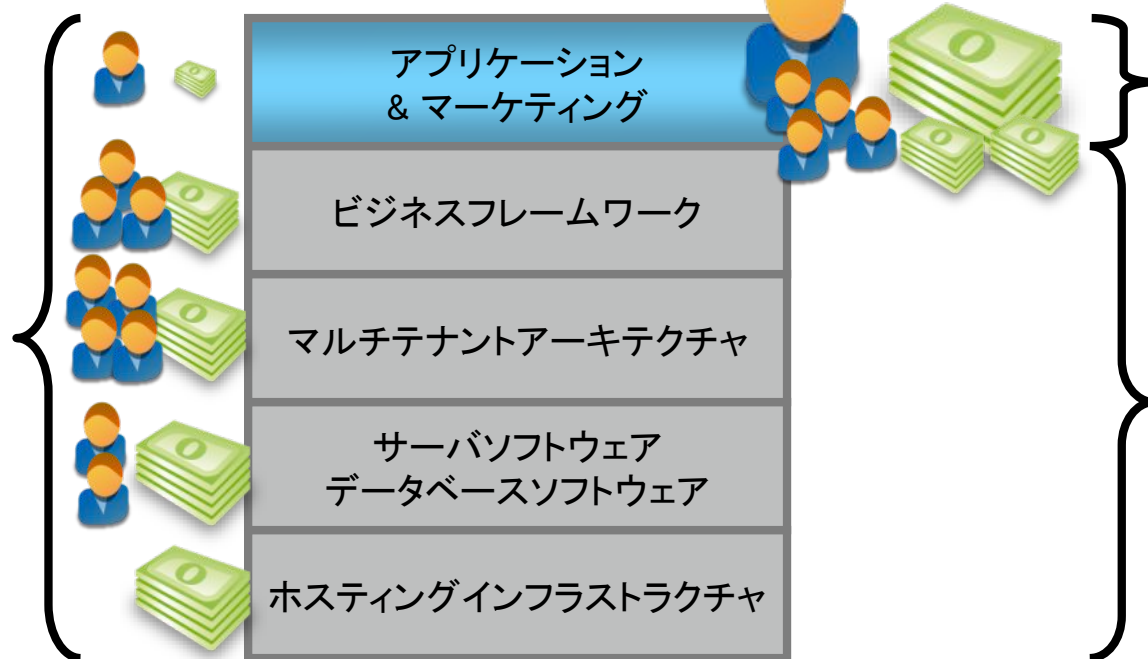 アプリケーション
& マーケティング
ビジネスフレームワーク
マルチテナントアーキテクチャ
サーバソフトウェア
データベースソフトウェア
ホスティングインフラストラクチャ